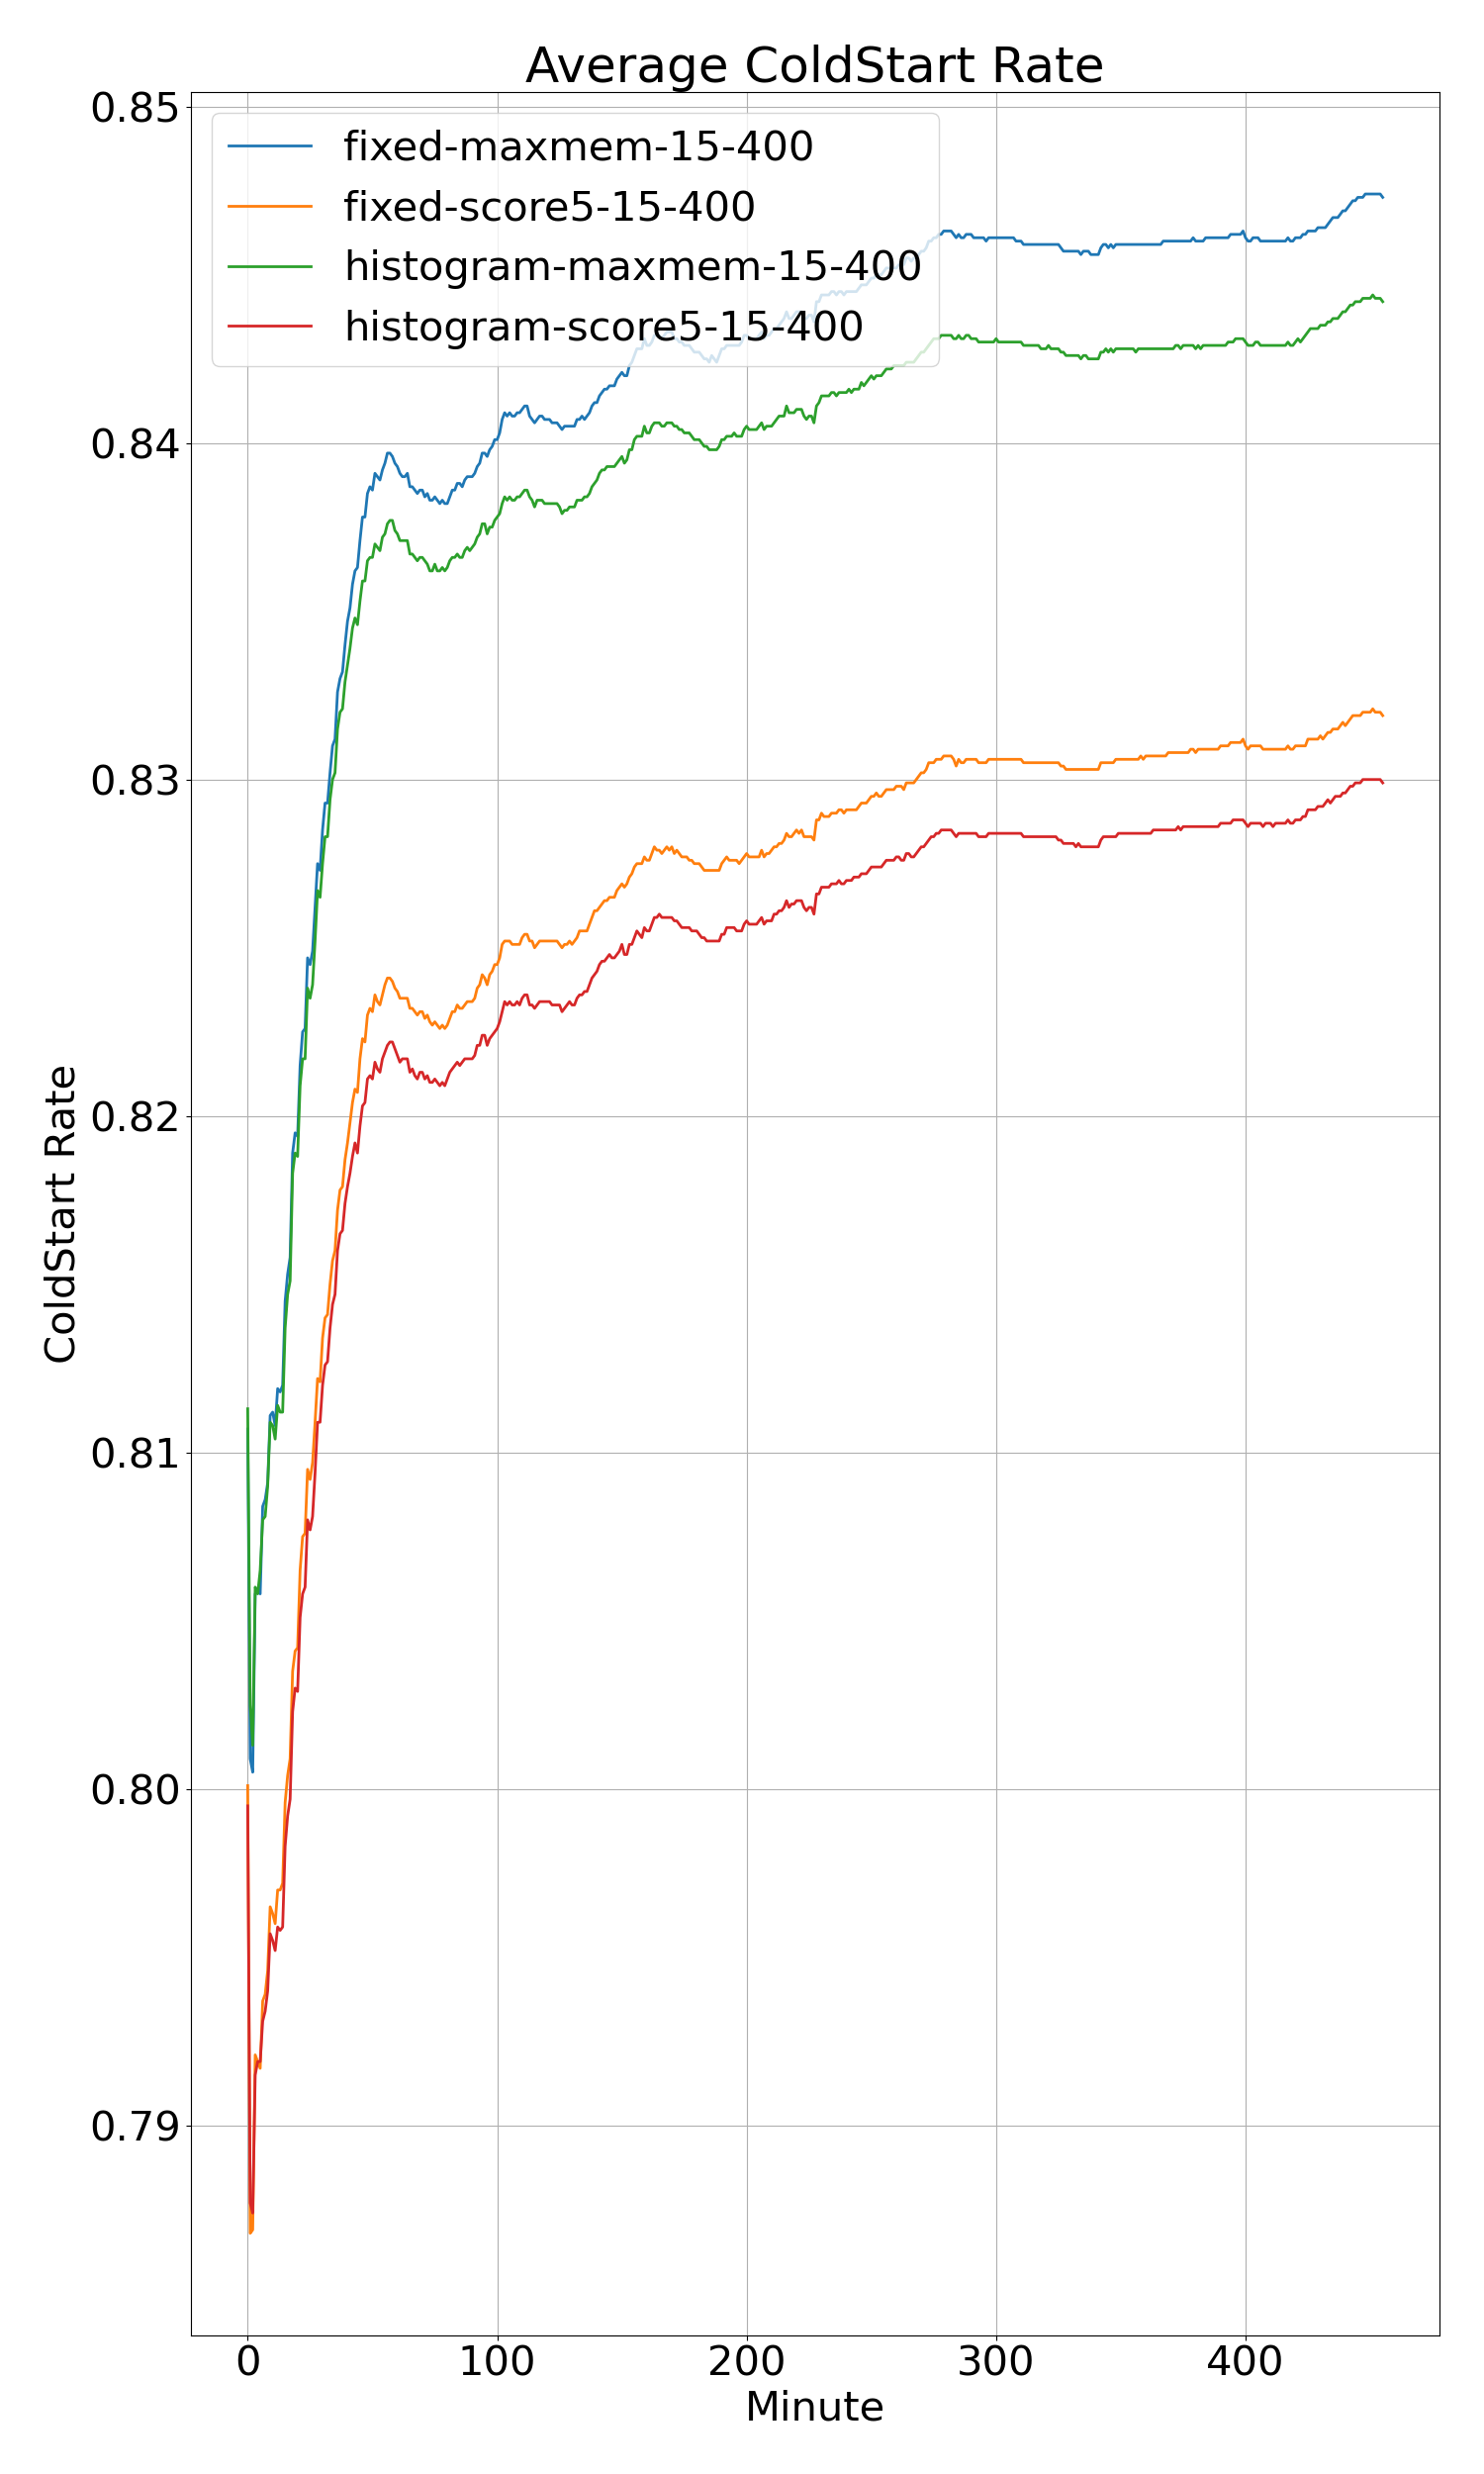 Average ColdStart Rate
0.85
fixed-maxmem-15-400
fixed-score5-15-400
histogram-maxmem-15-400
histogram-score5-15-400
0.84
0.83
0.82
0.81
0.80
0.79
ColdStart Rate
0 100 200 300 400
Minute